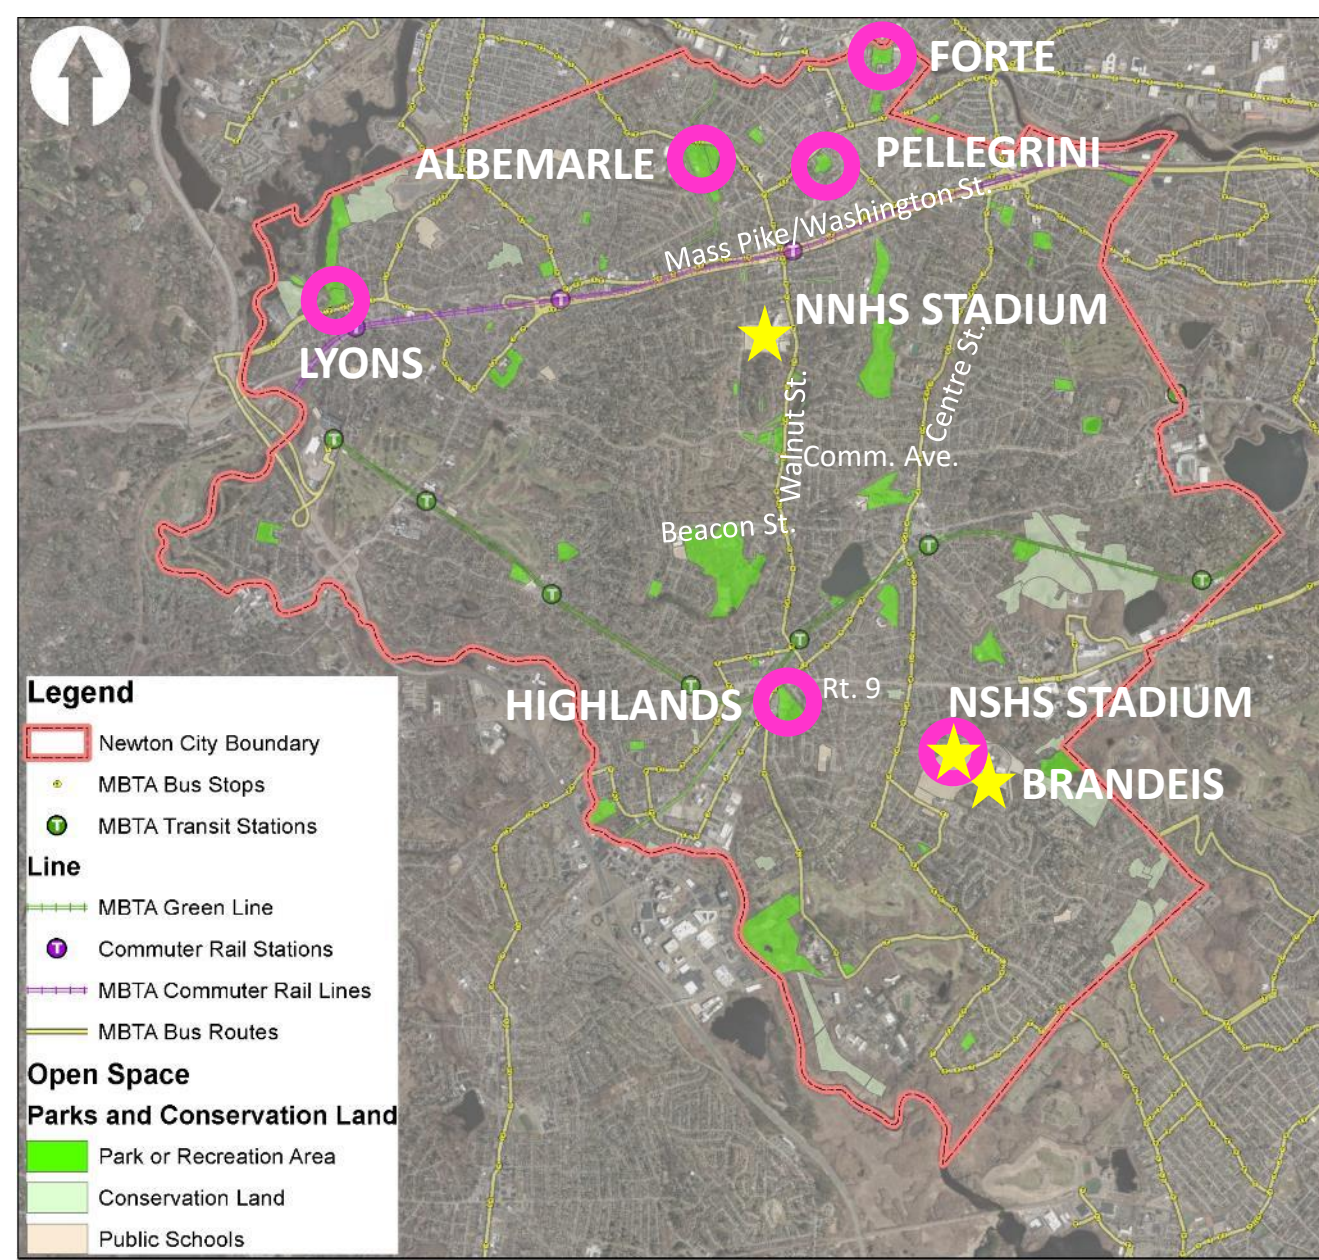 FORTE
ALBEMARLE
PELLEGRINI
Mass Pike/Washington St.
NNHS STADIUM
LYONS
Centre St.
Walnut St.
Comm. Ave.
Beacon St.
HIGHLANDS
Rt. 9
NSHS STADIUM
BRANDEIS
T
T
T
T
T
T
T
T
T
T
Legend
Newton City Boundary
MBTA Bus Stops
T MBTA Transit Stations
Line
MBTA Green Line
T Commuter Rail Stations
MBTA Commuter Rail Lines
MBTA Bus Routes
Open Space
Parks and Conservation Land
Park or Recreation Area
Conservation Land
Public Schools